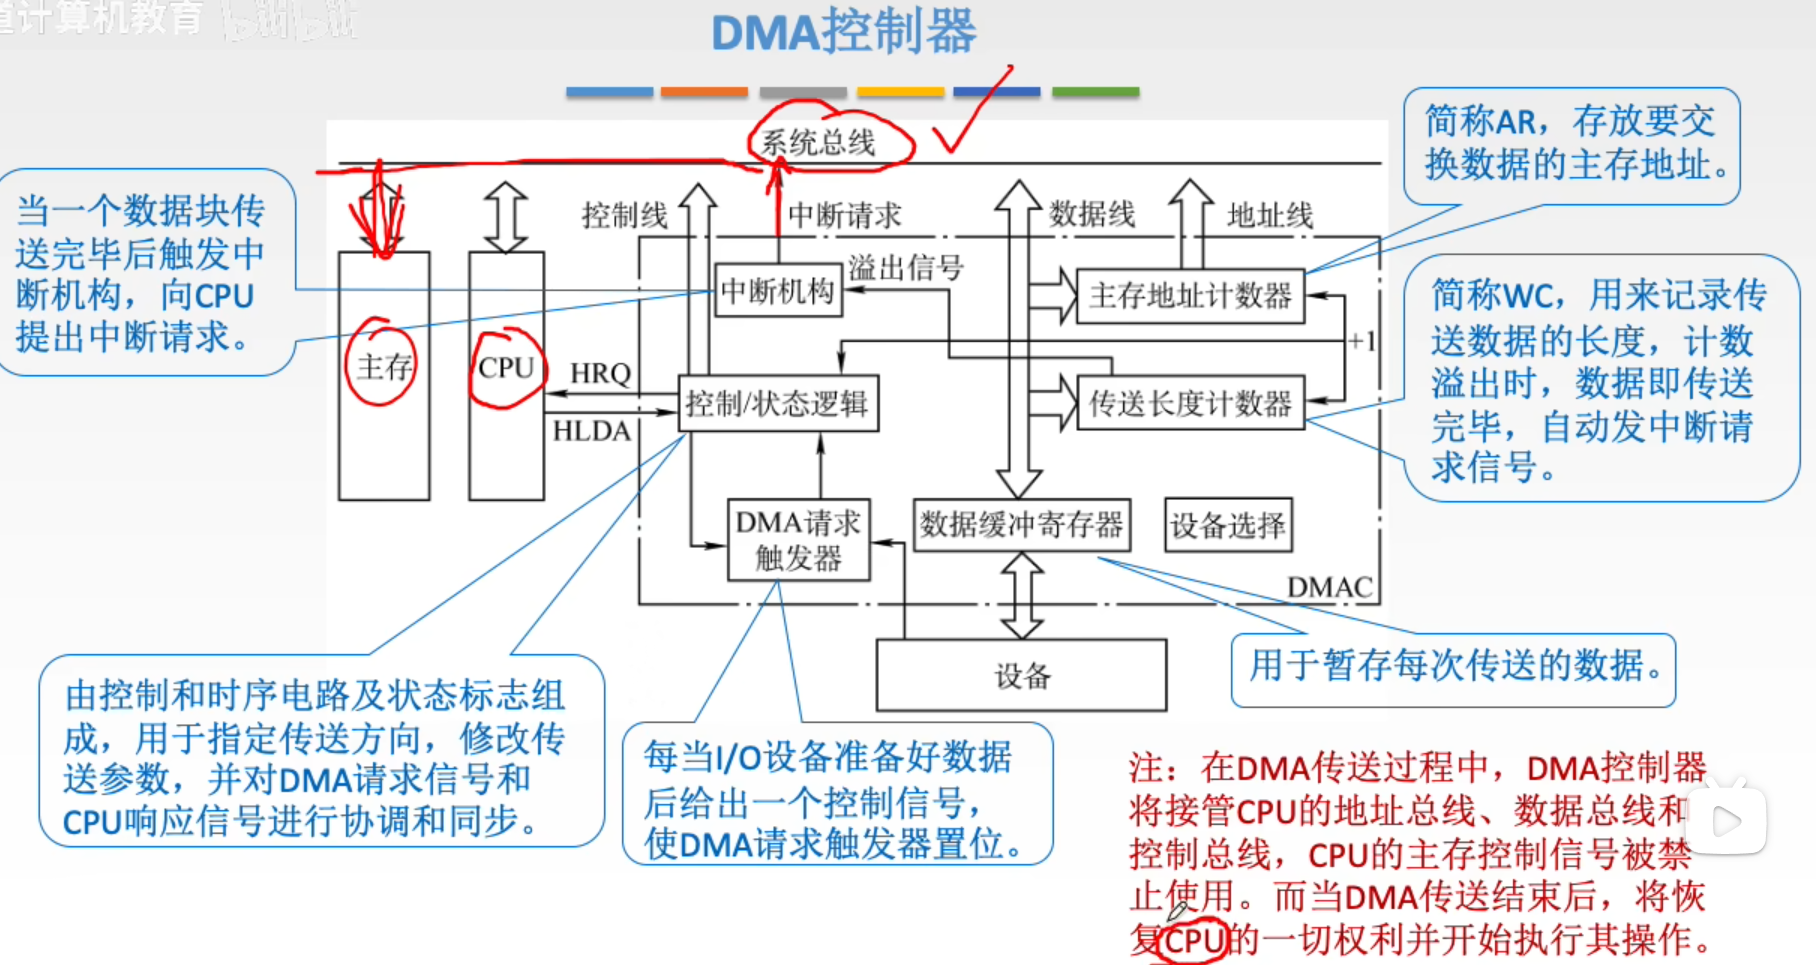 道计算机教育 bilibili
DMA控制器
系统总线
简称AR，存放要交
换数据的主存地址。
当一个数据块传
送完毕后触发中
断机构，向CPU
提出中断请求。
控制线
中断请求
数据线
地址线
溢出信号
中断机构
主存地址计数器
简称WC，用来记录传
送数据的长度，计数
溢出时，数据即传送
完毕，自动发中断请
求信号。
+1
主存
CPU
HRQ
HLDA
控制/状态逻辑
传送长度计数器
DMA请求
触发器
数据缓冲寄存器
设备选择
DMAC
设备
用于暂存每次传送的数据。
由控制和时序电路及状态标志组
成，用于指定传送方向，修改传
送参数，并对DMA请求信号和
CPU响应信号进行协调和同步。
每当I/O设备准备好数据
后给出一个控制信号，
使DMA请求触发器置位。
注：在DMA传送过程中，DMA控制器
将接管CPU的地址总线、数据总线和
控制总线，CPU的主存控制信号被禁
止使用。而当DMA传送结束后，将恢
复CPU的一切权利并开始执行其操作。